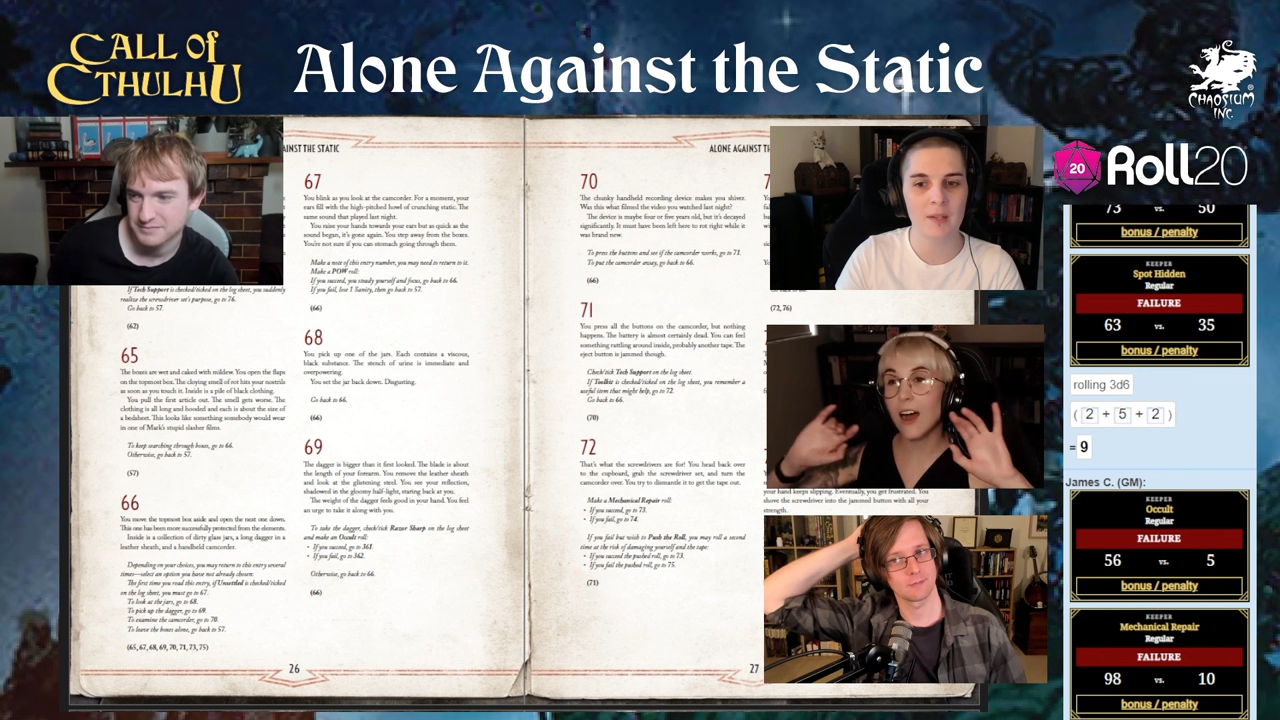 CALL of
CTHULHU
Alone Against the Static
CHAOSIUM
INC
®
20
Roll20
AINST THE STATIC
67
You blink as you look at the camcorder. For a moment, your
ears fill with the high-pitched howl of crunching static. The
same sound that played last night.
You raise your hands towards your ears but as quick as the
sound began, it's gone again. You step away from the boxes.
You're not sure if you can stomach going through them.
Make a note of this entry number, you may need to return to it.
Make a POW roll:
If you succeed, you steady yourself and focus, go back to 66.
If you fail, lose 1 Sanity, then go back to 57.
(66)
If Tech Support is checked/ticked on the log sheet, you suddenly
realize the screwdriver set's purpose, go to 76.
Go back to 57.
(62)
65
The boxes are wet and caked with mildew. You open the flaps
on the topmost box. The cloying smell of rot hits your nostrils
as soon as you touch it. Inside is a pile of black clothing.
You pull the first article out. The smell gets worse. The
clothing is all long and hooded and each is about the size of
a bedsheet. This looks like something somebody would wear
in one of Mark's stupid slasher films.
To keep searching through boxes, go to 66.
Otherwise, go to 57.
(57)
66
You move the topmost box aside and open the next one down.
This one has been more successfully protected from the elements.
Inside is a collection of dirty glass jars, a long dagger in a
leather sheath, and a handheld camcorder.
Depending on your choices, you may return to this entry several
times—select an option you have not already chosen:
The first time you read this entry, if Unsettled is checked/ticked
on the log sheet, you must go to 67.
To look at the jars, go to 68.
To pick up the dagger, go to 69.
To examine the camcorder, go to 70.
To leave the boxes alone, go back to 57.
(65, 67, 68, 69, 70, 71, 73, 75)
68
You pick up one of the jars. Each contains a viscous,
black substance. The stench of urine is immediate and
overpowering.
You set the jar back down. Disgusting.
Go back to 66.
(66)
69
The dagger is bigger than it first looked. The blade is about
the length of your forearm. You remove the leather sheath
and look at the glistening steel. You see your reflection,
shadowed in the gloomy half-light, staring back at you.
The weight of the dagger feels good in your hand. You feel
an urge to take it along with you.
To take the dagger, check/tick Razor Sharp on the log sheet
and make an Occult roll:
• If you succeed, go to 361.
• If you fail, go to 362.
Otherwise, go back to 66.
(66)
26
ALONE AGAINST TH
70
The chunky handheld recording device makes you shiver.
Was this what filmed the video you watched last night?
The device is maybe four or five years old, but it's decayed
significantly. It must have been left here to rot right while it
was brand new.
To press the buttons and see if the camcorder works, go to 71.
To put the camcorder away, go back to 66.
(66)
71
You press all the buttons on the camcorder, but nothing
happens. The battery is almost certainly dead. You can feel
something rattling around inside, probably another tape. The
eject button is jammed though.
Check/tick Tech Support on the log sheet.
If Toolkit is checked/ticked on the log sheet, you remember a
useful item that might help, go to 72.
Go back to 66.
(70)
72
That's what the screwdrivers are for! You head back over
to the cupboard, grab the screwdriver set, and turn the
camcorder over. You try to dismantle it to get the tape out.
Make a Mechanical Repair roll:
• If you succeed, go to 73.
• If you fail, go to 74.
If you fail but wish to Push the Roll, you may roll a second
time at the risk of damaging yourself and the tape:
• If you succeed the pushed roll, go to 73.
• If you fail the pushed roll, go to 75.
(71)
(72, 76)
your hand keeps slipping. Eventually, you get frustrated. You
shove the screwdriver into the jammed button with all your
strength.
27
73 vs. 50
bonus / penalty
KEEPER
Spot Hidden
Regular
FAILURE
63 vs. 35
bonus / penalty
rolling 3d6
( 2 + 5 + 2 )
= 9
James C. (GM):
KEEPER
Occult
Regular
FAILURE
56 vs. 5
bonus / penalty
KEEPER
Mechanical Repair
Regular
FAILURE
98 vs. 10
bonus / penalty